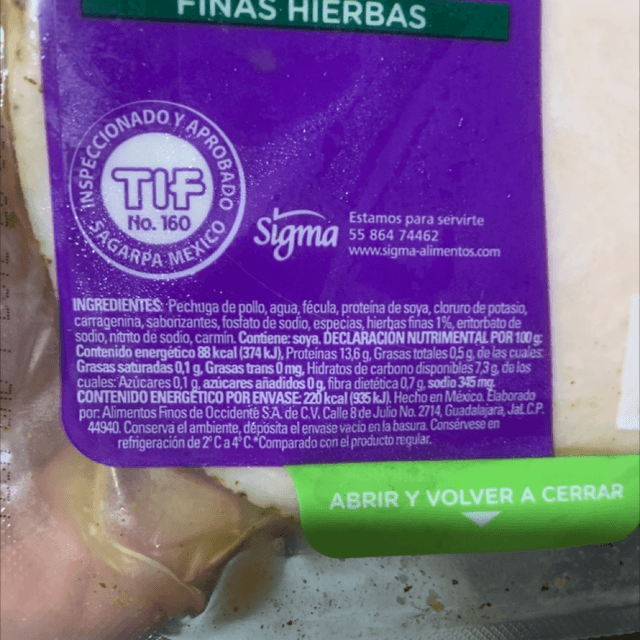 FINAS HIERBAS
INSPECCIONADO Y APROBADO
TIF
No. 160
SAGARPA MEXICO
Sigma
Estamos para servirte
55 864 74462
www.sigma-alimentos.com
INGREDIENTES: Pechuga de pollo, agua, fécula, proteína de soya, cloruro de potasio,
carragenina, saborizantes, fosfato de sodio, especias, hierbas finas 1%, eritorbato de
sodio, nitrito de sodio, carmín. Contiene: soya. DECLARACIÓN NUTRIMENTAL POR 100 g:
Contenido energético 88 kcal (374 kJ), Proteínas 13,6 g, Grasas totales 0,5 g, de las cuales:
Grasas saturadas 0,1 g, Grasas trans 0 mg, Hidratos de carbono disponibles 7,3 g, de los
cuales: Azúcares 0,1 g, azúcares añadidos 0 g, fibra dietética 0,7 g, sodio 345 mg.
CONTENIDO ENERGÉTICO POR ENVASE: 220 kcal (935 kJ). Hecho en México. Elaborado
por: Alimentos Finos de Occidente S.A. de C.V. Calle 8 de Julio No. 2714, Guadalajara, Jal. C.P.
44940. Conserva el ambiente, deposita el envase vacío en la basura. Consérvese en
refrigeración de 2°C a 4°C. *Comparado con el producto regular.
ABRIR Y VOLVER A CERRAR